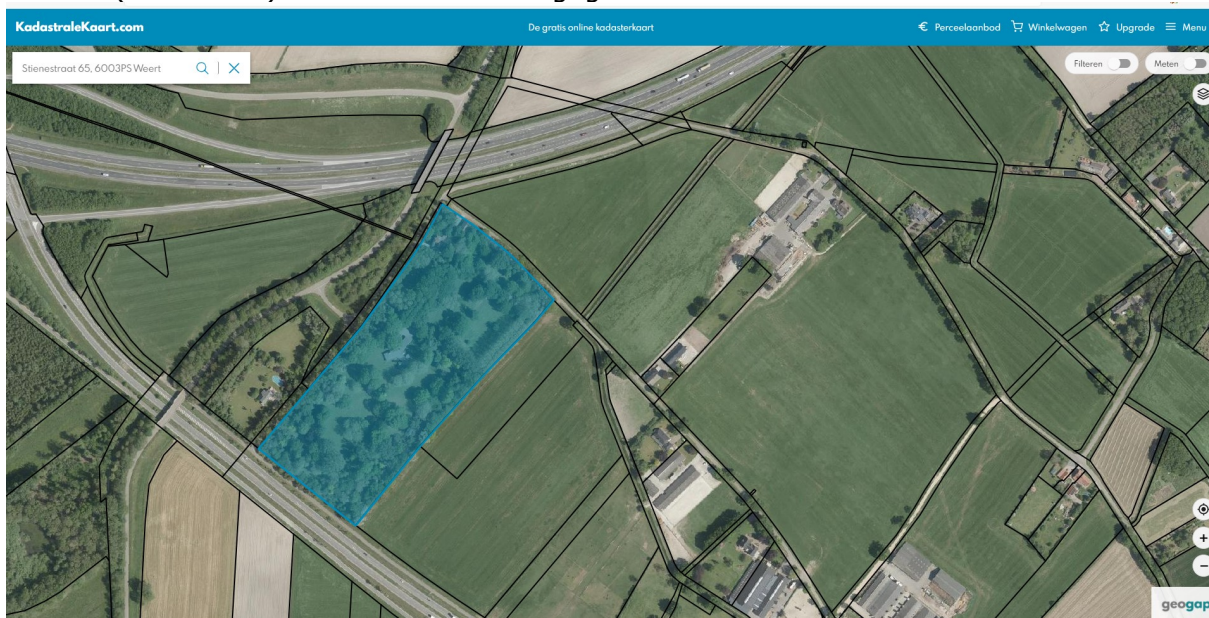 KadastraleKaart.com
De gratis online kadasterkaart
€ Perceelaanbod
Winkelwagen
Upgrade
Menu
Stienestraat 65, 6003PS Weert
Filteren
Meten
+
−
geogap